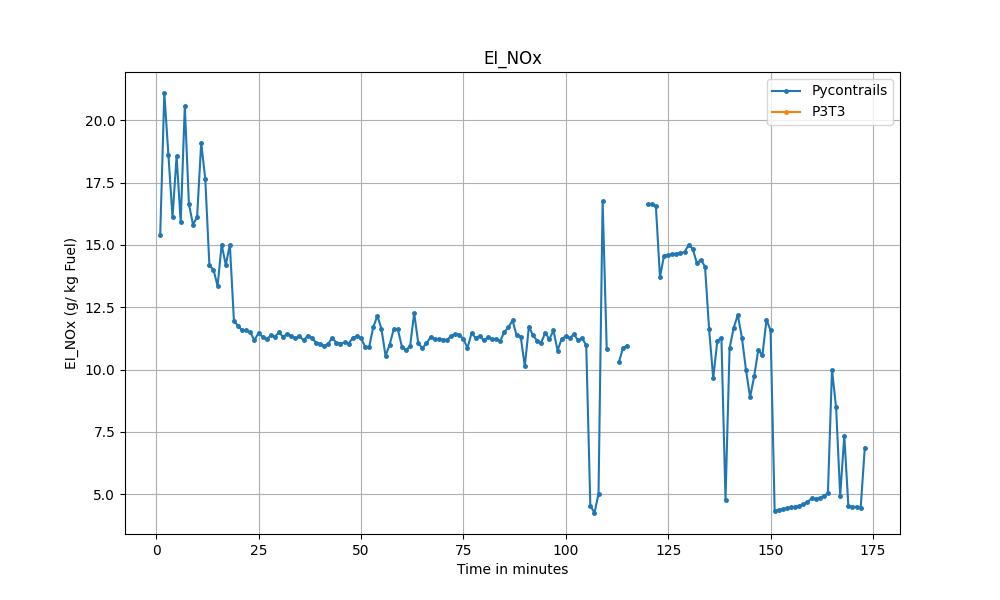 EI_NOx
Pycontrails
P3T3
20.0
17.5
15.0
12.5
10.0
7.5
5.0
EI_NOx (g/ kg Fuel)
0 25 50 75 100 125 150 175
Time in minutes